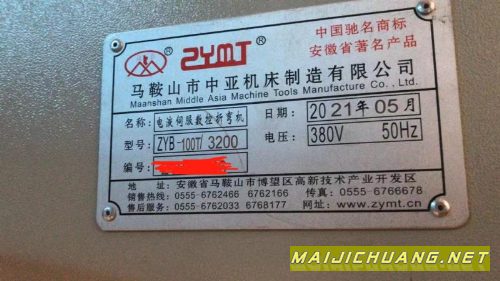 ® ZYMT®
中国驰名商标
安徽省著名产品
马鞍山市中亚机床制造有限公司
Maanshan Middle Asia Machine Tools Manufacture Co., Ltd.
名称: 电液伺服数控折弯机
日期: 2021年05月
型号: ZYB-100T/3200
电压: 380V 50Hz
编号:
地 址: 安徽省马鞍山市博望区高新技术产业开发区
销售热线: 0555-6762466 6762166 传真: 0555-6766678
售后服务: 0555-6762033 6768177 网址: www.zymt.cn
MAIJICHUANG.NET